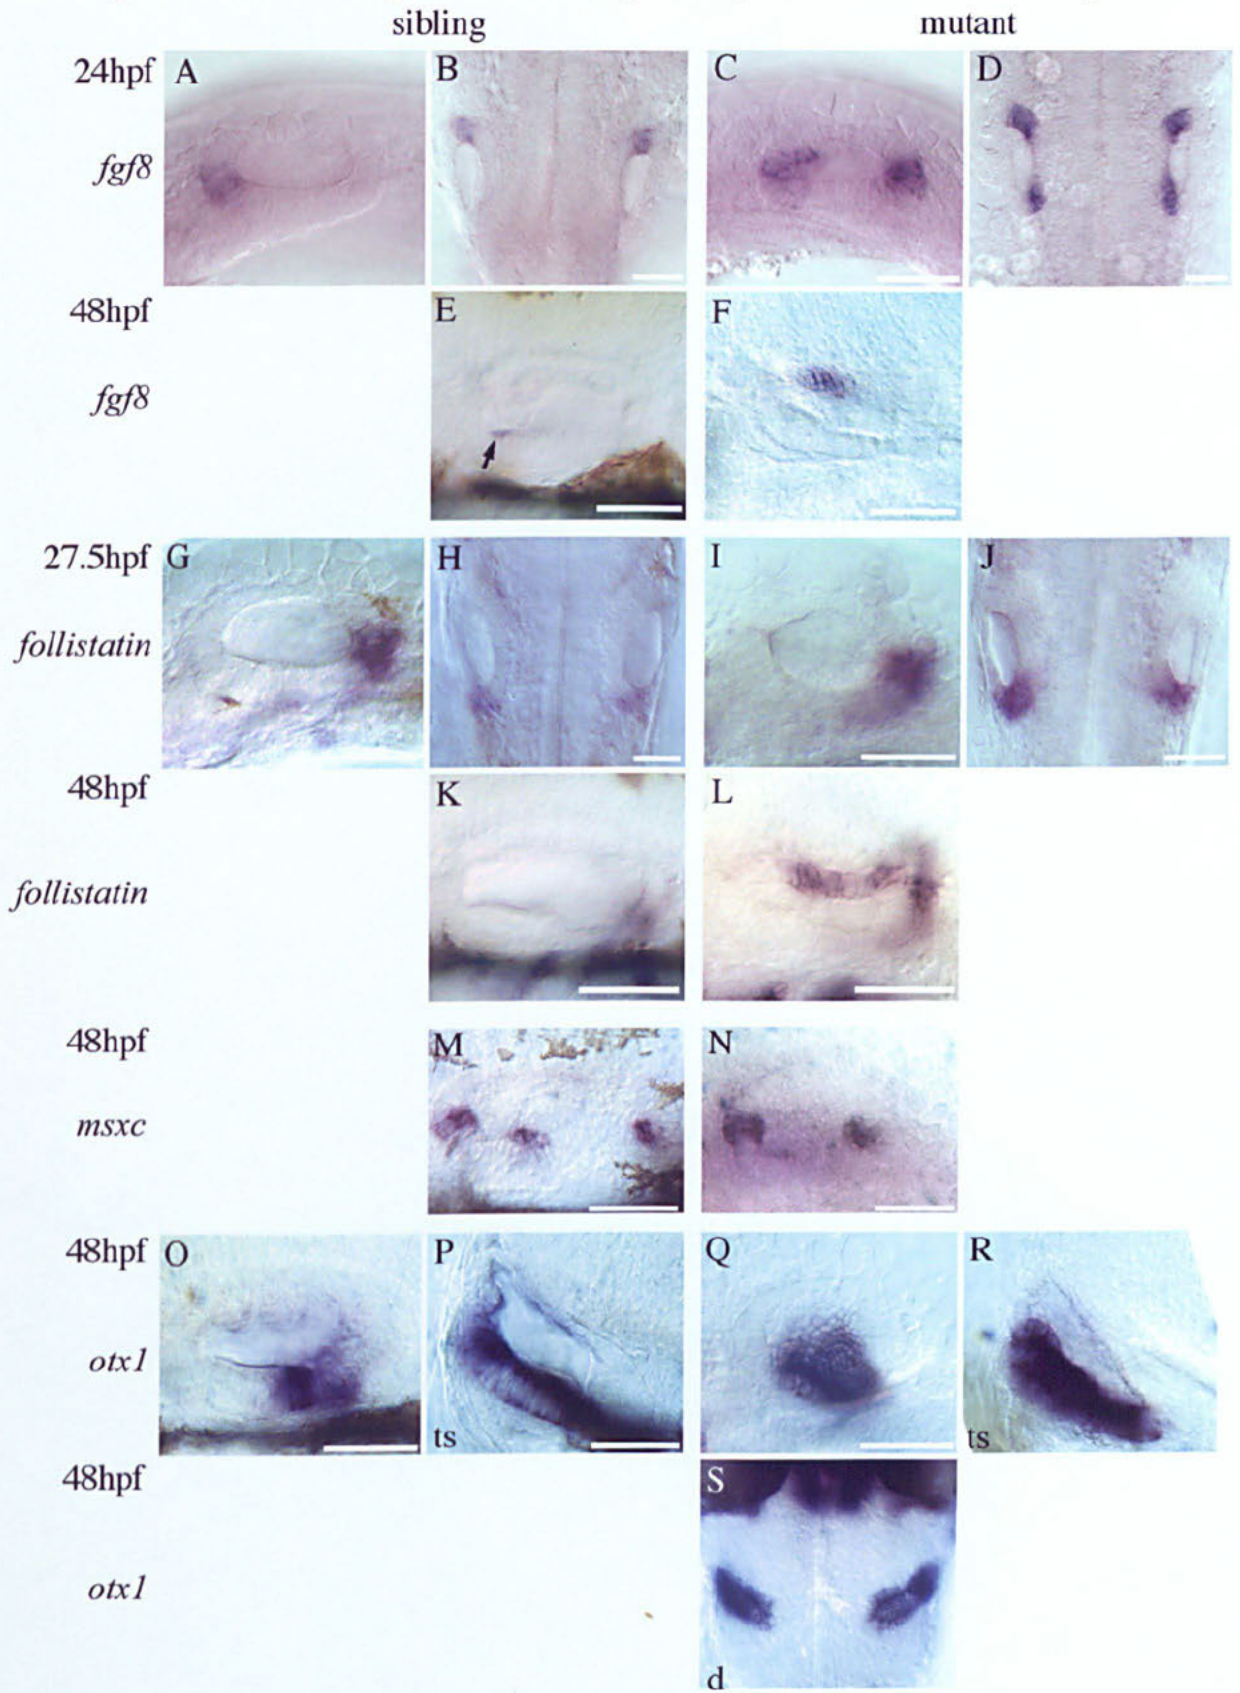 sibling mutant
24hpf A B C D
fgf8
48hpf E F
fgf8
27.5hpf G H I J
follistatin
48hpf K L
follistatin
48hpf M N
msxc
48hpf O P Q R
otx1
ts ts
48hpf S
otx1
d